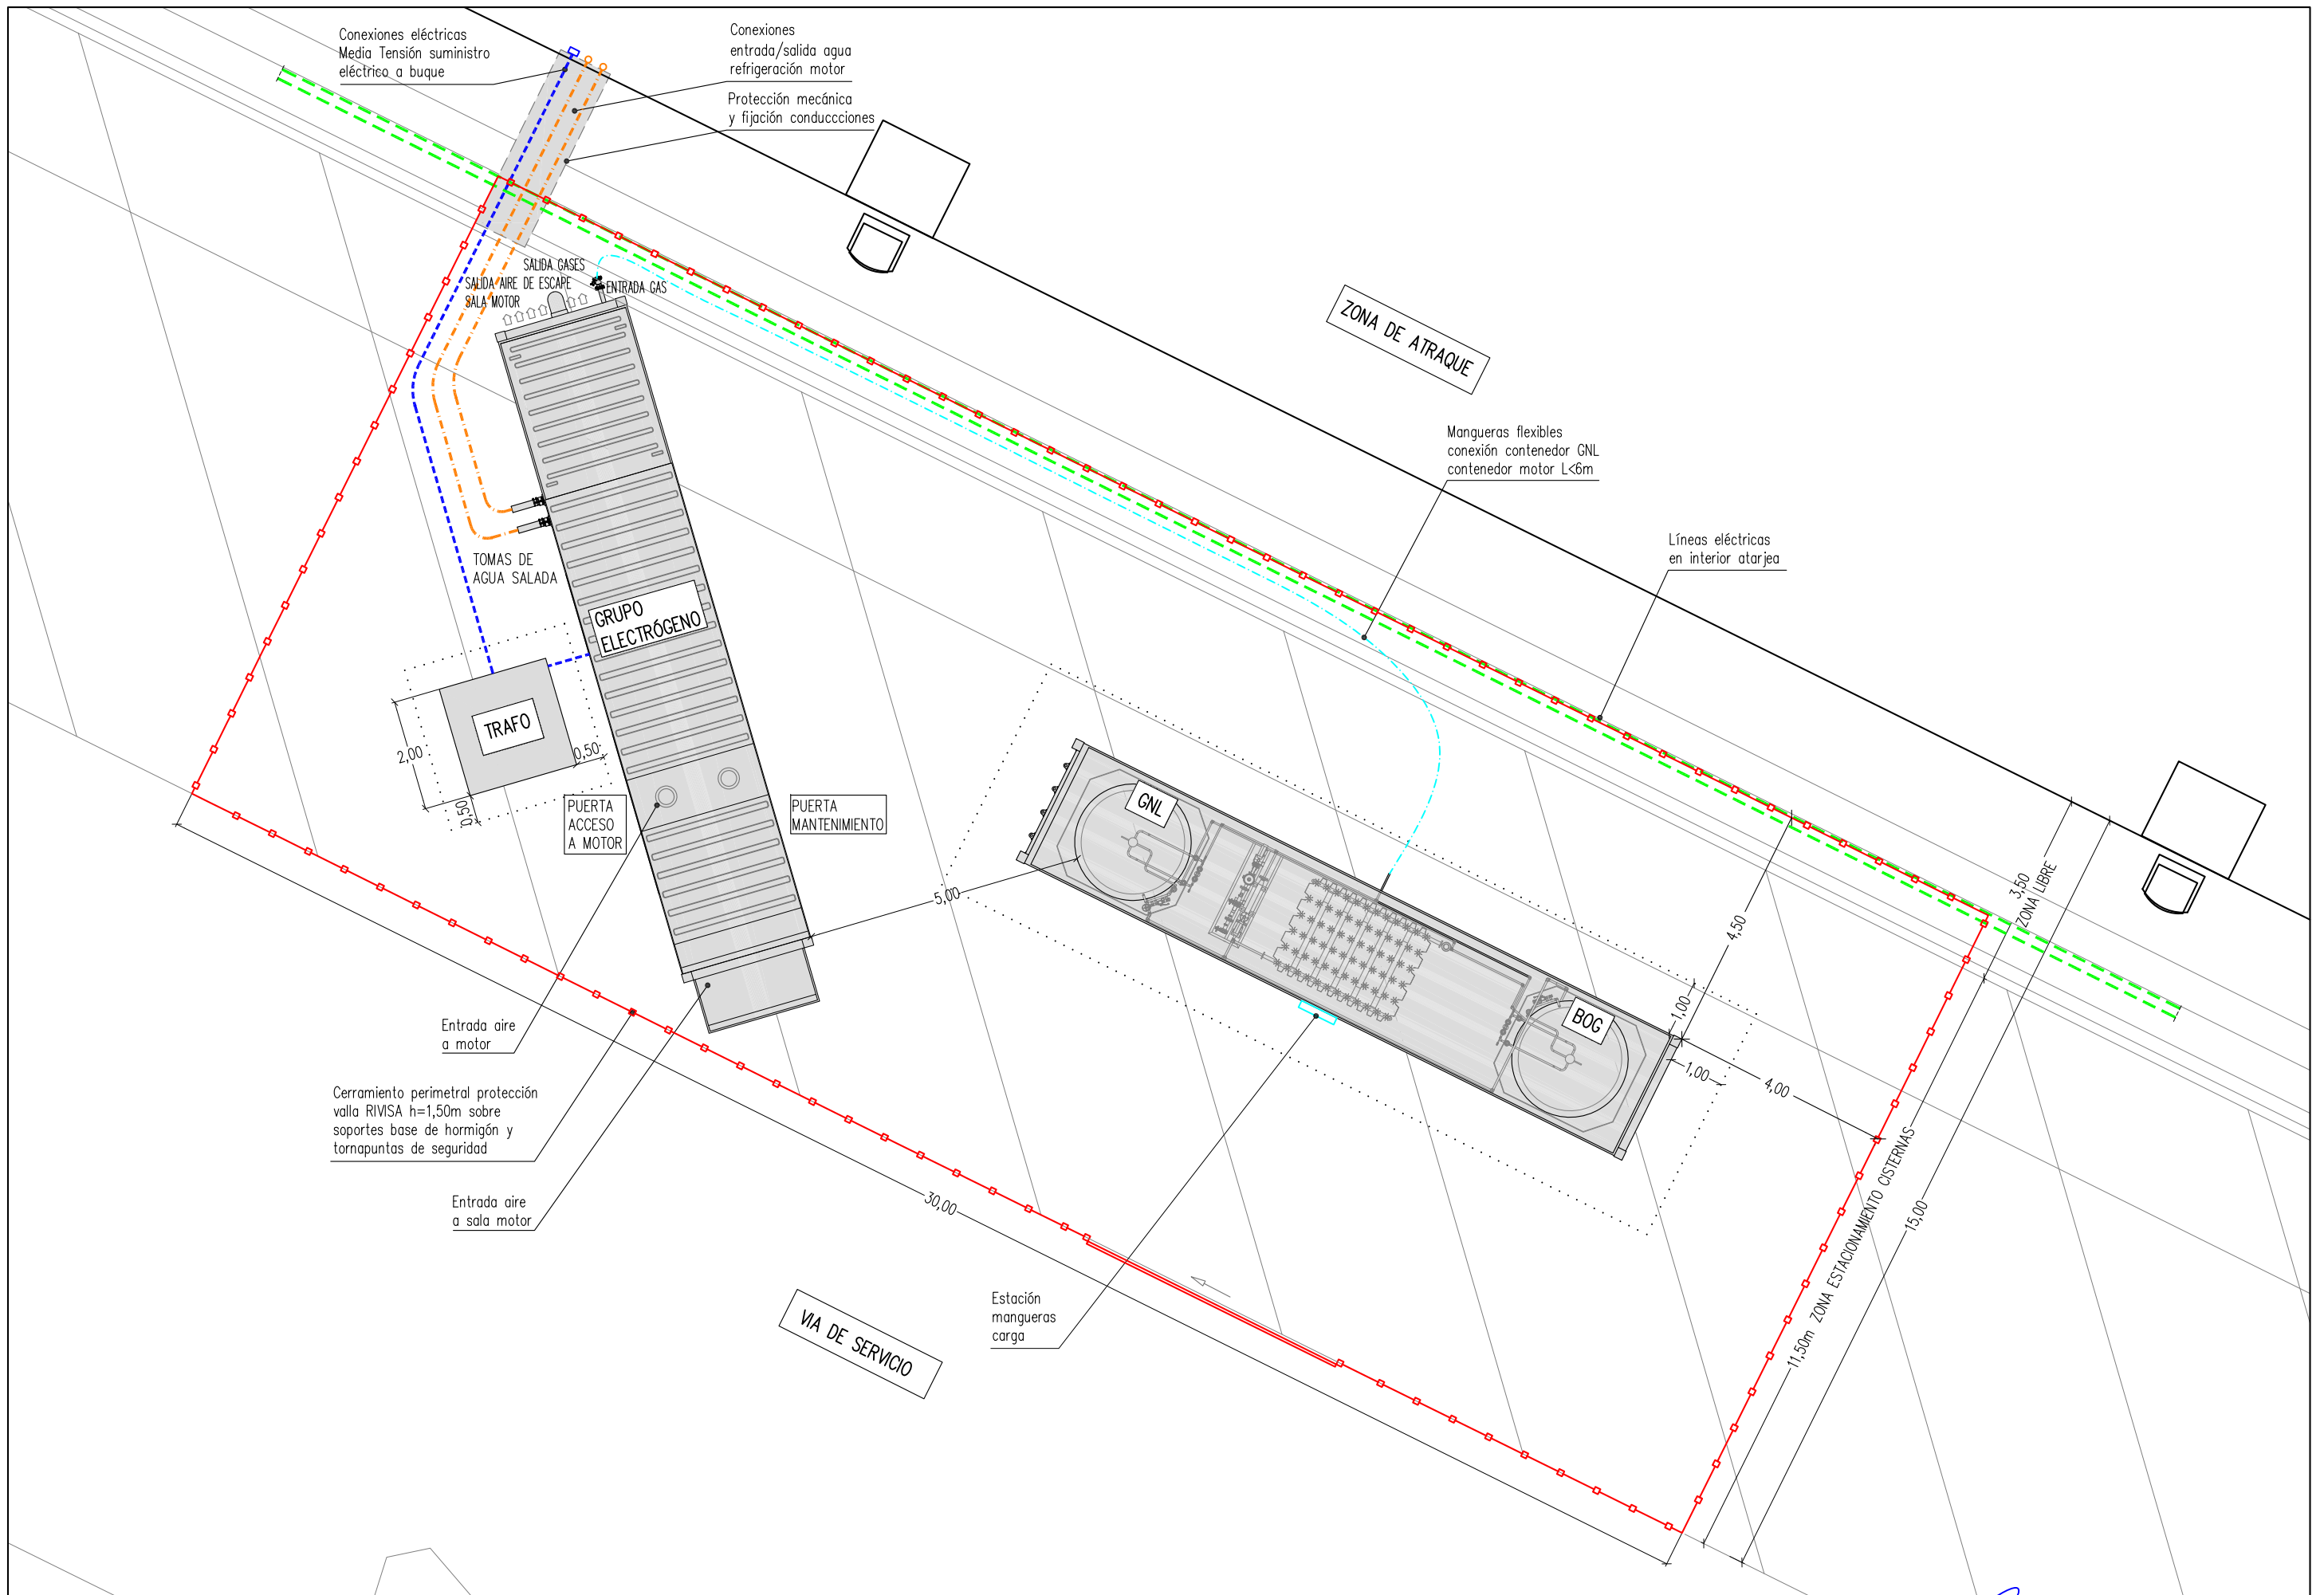 Conexiones eléctricas
Media Tensión suministro
eléctrico a buque
Conexiones
entrada/salida agua
refrigeración motor
Protección mecánica
y fijación conduccciones
SALIDA GASES
SALIDA AIRE DE ESCAPE
SALA MOTOR
ENTRADA GAS
ZONA DE ATRAQUE
Mangueras flexibles
conexión contenedor GNL
contenedor motor L<6m
Líneas eléctricas
en interior atarjea
TOMAS DE
AGUA SALADA
GRUPO
ELECTRÓGENO
TRAFO
2,00
0,50
0,50
PUERTA
ACCESO
A MOTOR
PUERTA
MANTENIMIENTO
GNL
5,00
BOG
4,50
1,00
1,00
4,00
3,50
ZONA LIBRE
11,50m ZONA ESTACIONAMIENTO CISTERNAS
15,00
Entrada aire
a motor
Cerramiento perimetral protección
valla RIVISA h=1,50m sobre
soportes base de hormigón y
tornapuntas de seguridad
Entrada aire
a sala motor
30,00
Estación
mangueras
carga
VIA DE SERVICIO